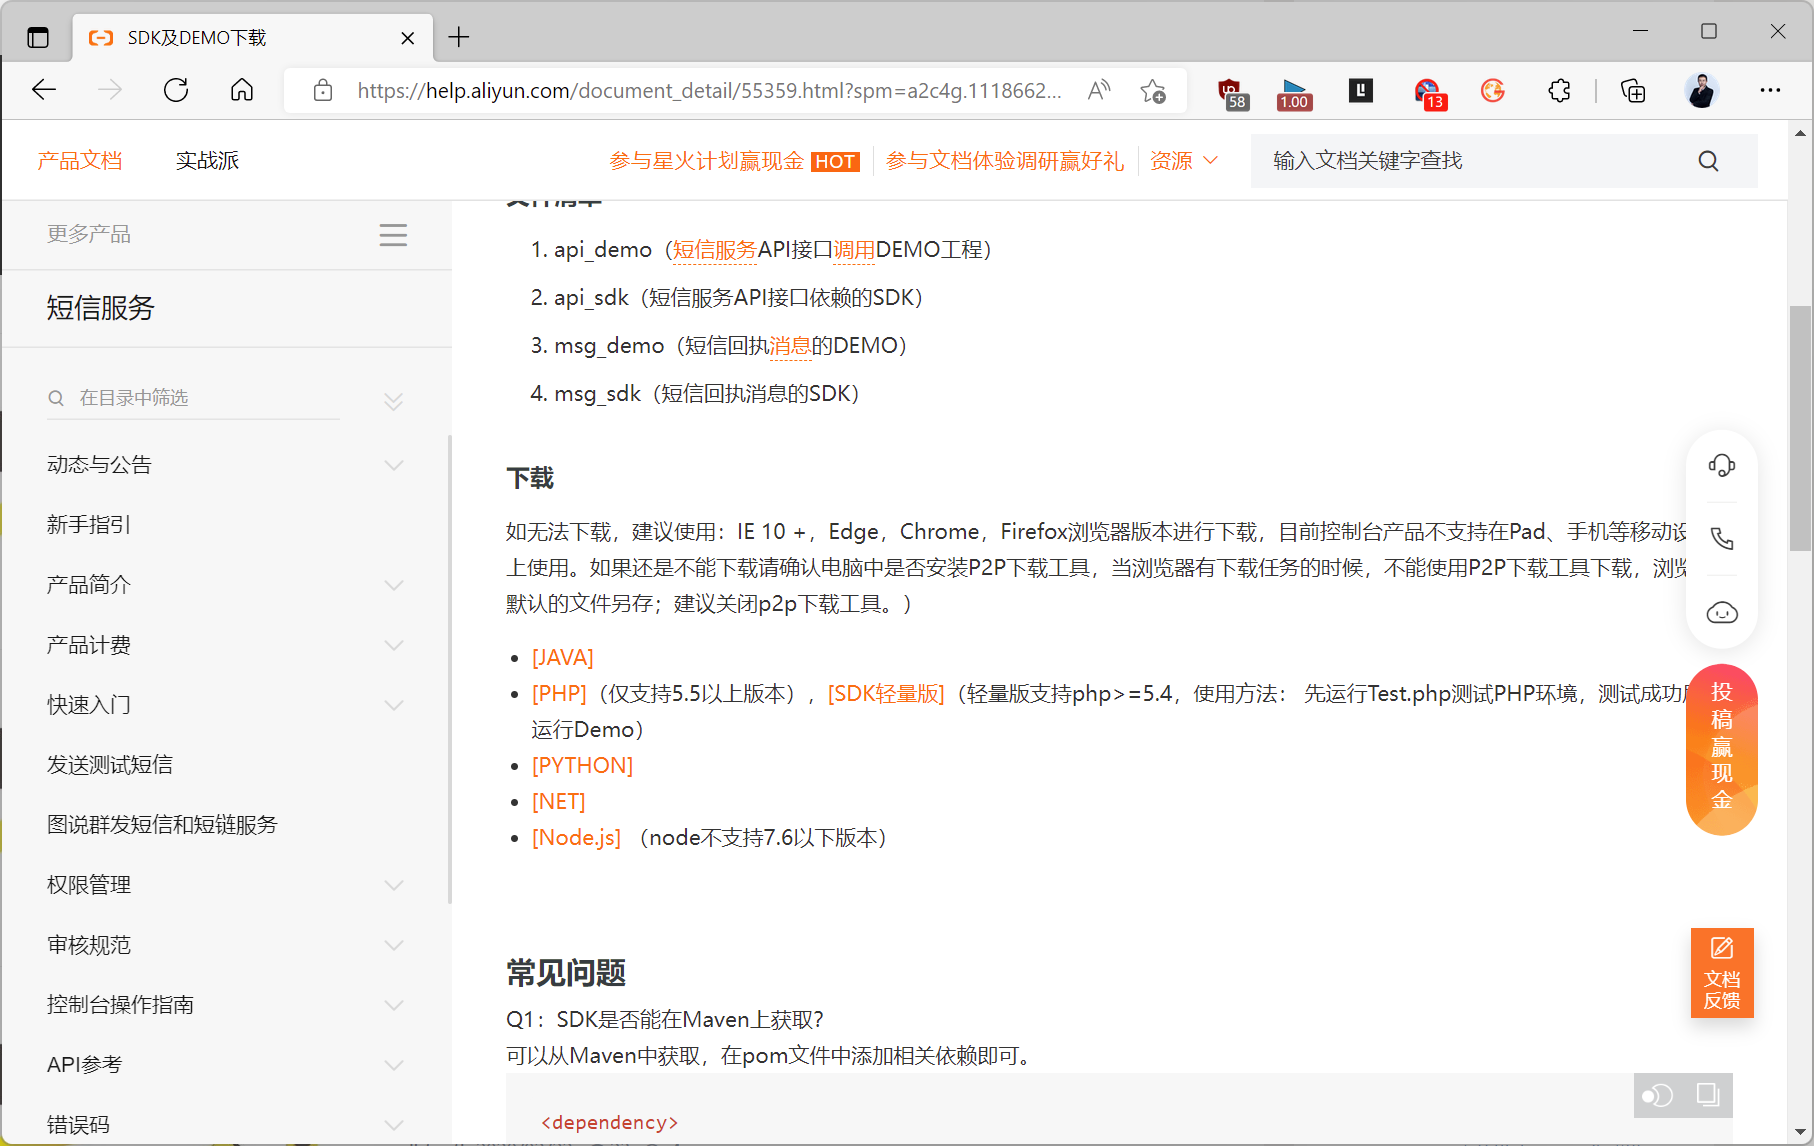 SDK及DEMO下载
https://help.aliyun.com/document_detail/55359.html?spm=a2c4g.1118662...
58
1.00
13
产品文档
实战派
参与星火计划赢现金 HOT
参与文档体验调研赢好礼
资源
输入文档关键字查找
更多产品
短信服务
在目录中筛选
动态与公告
新手指引
产品简介
产品计费
快速入门
发送测试短信
图说群发短信和短链服务
权限管理
审核规范
控制台操作指南
API参考
错误码
文件清单
1. api_demo（短信服务API接口调用DEMO工程）
2. api_sdk（短信服务API接口依赖的SDK）
3. msg_demo（短信回执消息的DEMO）
4. msg_sdk（短信回执消息的SDK）
下载
如无法下载，建议使用：IE 10 +，Edge，Chrome，Firefox浏览器版本进行下载，目前控制台产品不支持在Pad、手机等移动设
上使用。如果还是不能下载请确认电脑中是否安装P2P下载工具，当浏览器有下载任务的时候，不能使用P2P下载工具下载，浏览
默认的文件另存；建议关闭p2p下载工具。）
• [JAVA]
• [PHP]（仅支持5.5以上版本），[SDK轻量版]（轻量版支持php>=5.4，使用方法： 先运行Test.php测试PHP环境，测试成功
运行Demo）
• [PYTHON]
• [NET]
• [Node.js] （node不支持7.6以下版本）
常见问题
Q1：SDK是否能在Maven上获取？
可以从Maven中获取，在pom文件中添加相关依赖即可。
<dependency>
投稿赢现金
文档
反馈